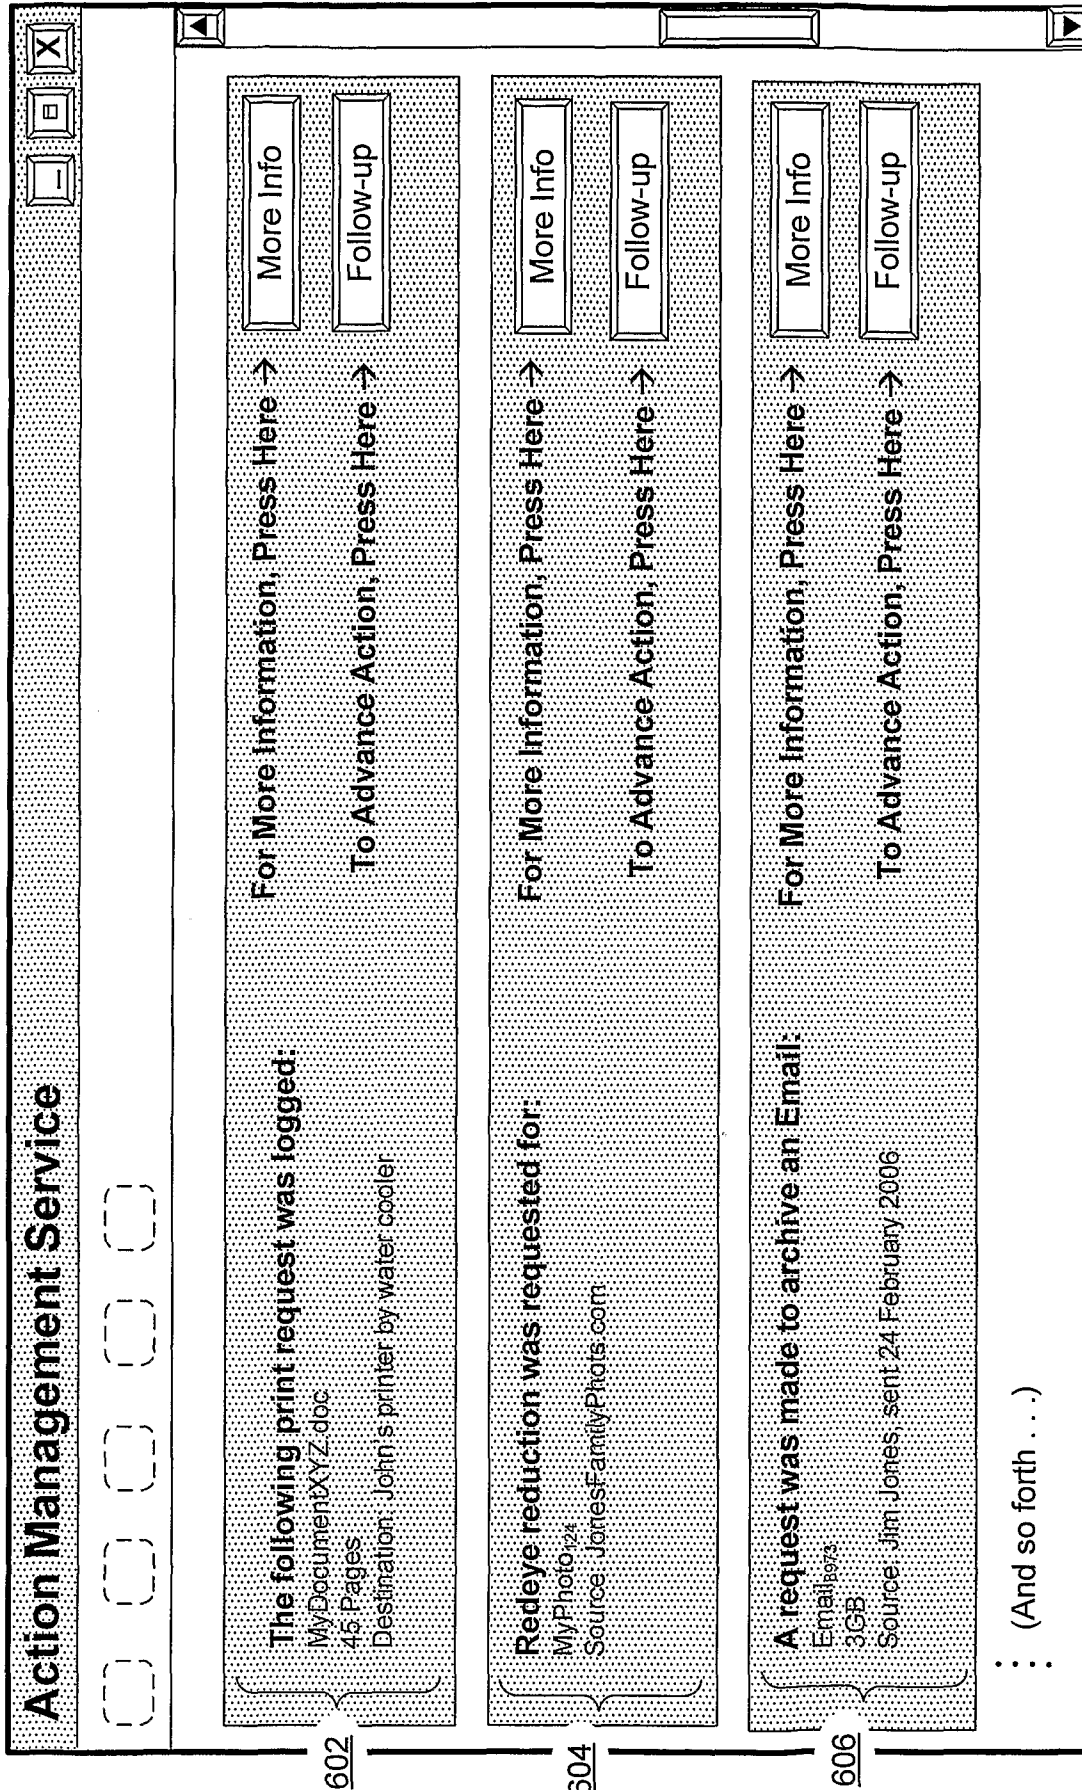 Action Management Service
X
602
The following print request was logged:
MyDocumentXYZ.doc
45 Pages
Destination: John's printer by water cooler
For More Information, Press Here →
More Info
To Advance Action, Press Here →
Follow-up
604
Redeye reduction was requested for:
MyPhoto124
Source: JonesFamilyPhots.com
For More Information, Press Here →
More Info
To Advance Action, Press Here →
Follow-up
606
A request was made to archive an Email:
Email8973
3GB
Source: Jim Jones, sent 24 February 2006
For More Information, Press Here →
More Info
To Advance Action, Press Here →
Follow-up
(And so forth . . .)